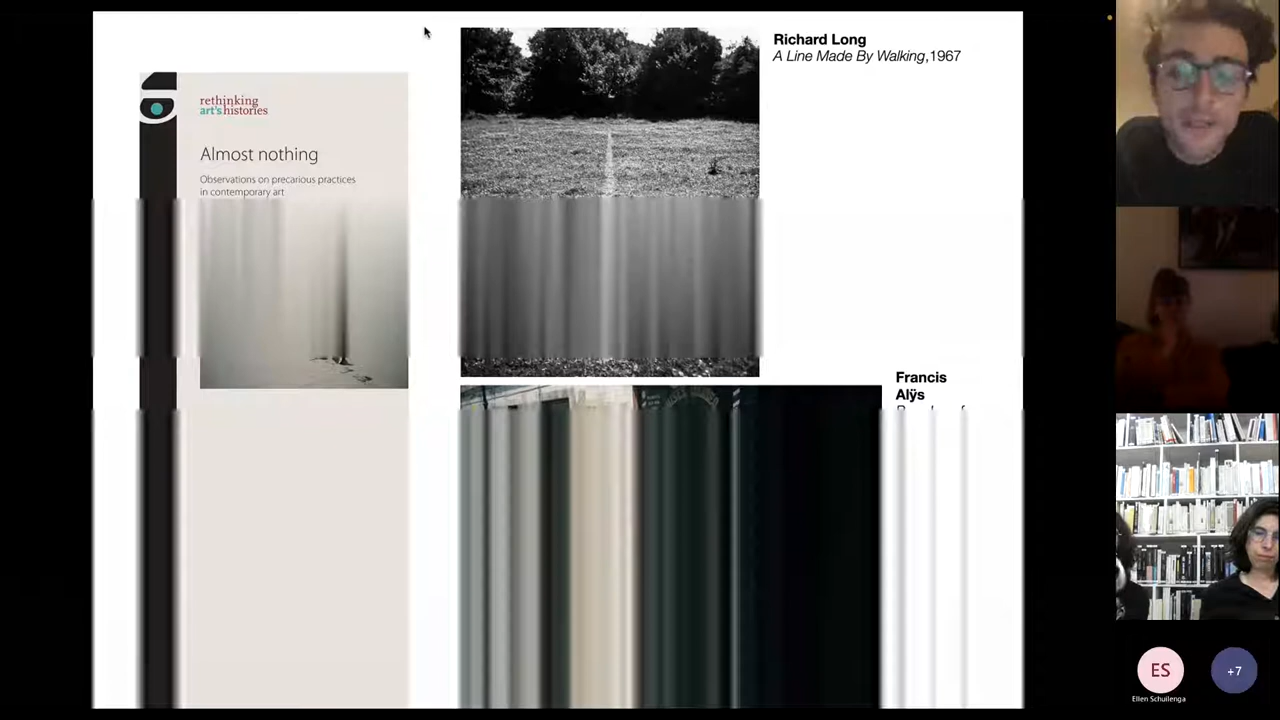 rethinking
art's histories
Almost nothing
Observations on precarious practices
in contemporary art
Richard Long
A Line Made By Walking, 1967
Francis
Alÿs
ES
Ellen Schuilenga
+7